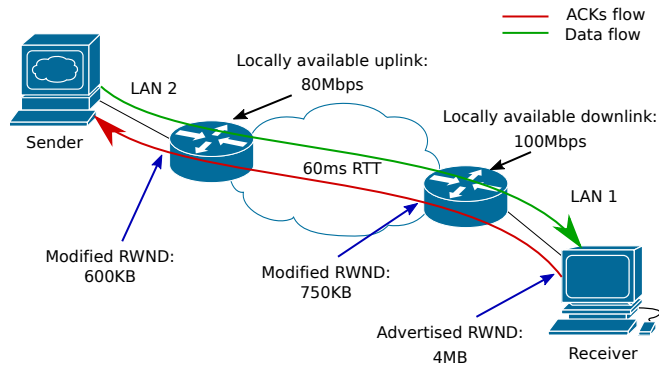 ACKs flow
Data flow
Locally available uplink:
80Mbps
LAN 2
Sender
Locally available downlink:
100Mbps
60ms RTT
LAN 1
Modified RWND:
600KB
Modified RWND:
750KB
Advertised RWND:
4MB
Receiver